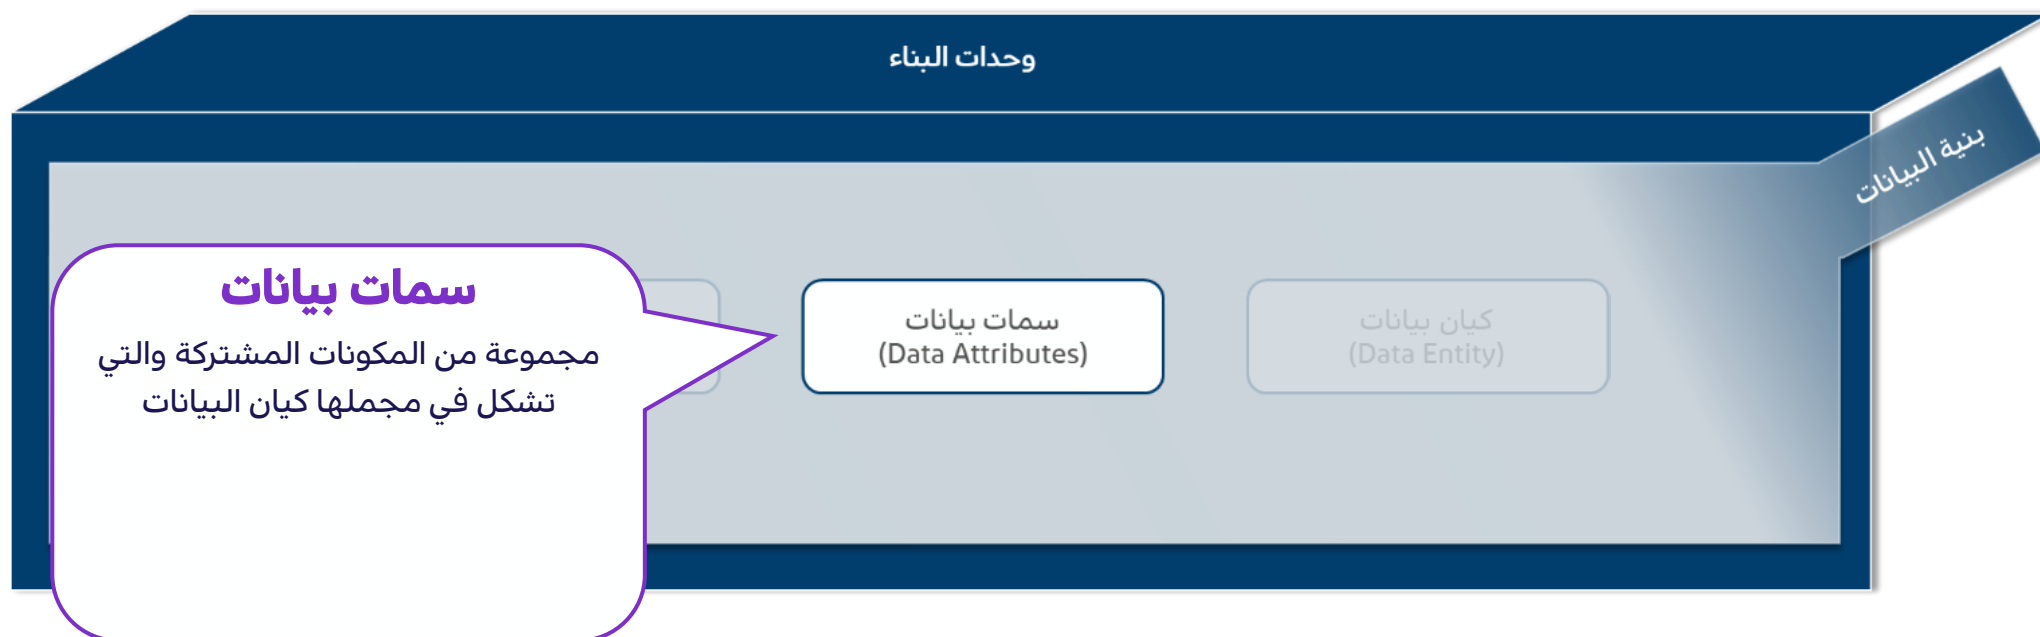 وحدات البناء
بنية البيانات
كيان بيانات
(Data Entity)
سمات بيانات
(Data Attributes)
سمات بيانات
مجموعة من المكونات المشتركة والتي
تشكل في مجملها كيان البيانات